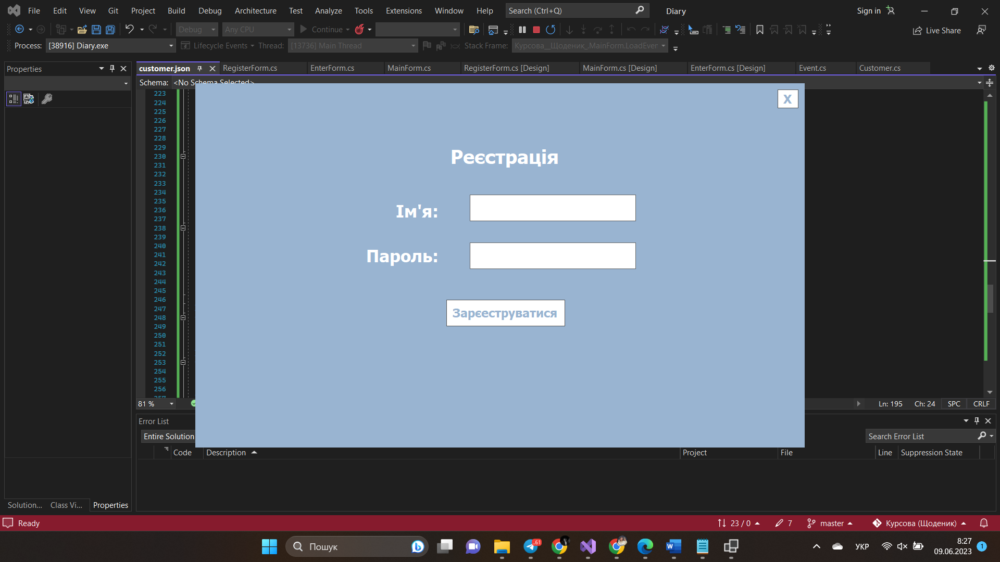 File Edit View Git Project Build Debug Architecture Test Analyze Tools Extensions Window Help Search (Ctrl+Q) Diary Sign in
Debug Any CPU Continue Live Share
Process: [38916] Diary.exe Lifecycle Events Thread: [13736] Main Thread Stack Frame: Курсова__Щоденик_.MainForm.LoadEver
Properties
customer.json RegisterForm.cs EnterForm.cs MainForm.cs RegisterForm.cs [Design] MainForm.cs [Design] EnterForm.cs [Design] Event.cs Customer.cs
Schema: <No Schema Selected>
X
223
224
225
226
227
228
229
230
231
232
233
234
235
236
237
238
239
240
241
242
243
244
245
246
247
248
249
250
251
252
253
254
255
256
257
Реєстрація
Ім'я:
Пароль:
Зарєеструватися
81 % Ln: 195 Ch: 24 SPC CRLF
Error List
Entire Solution Search Error List
Code Description Project File Line Suppression State
Solution... Class Vi... Properties
Ready 23 / 0 7 master Курсова (Щоденик)
Пошук ..61 УКР 8:27 1
09.06.2023